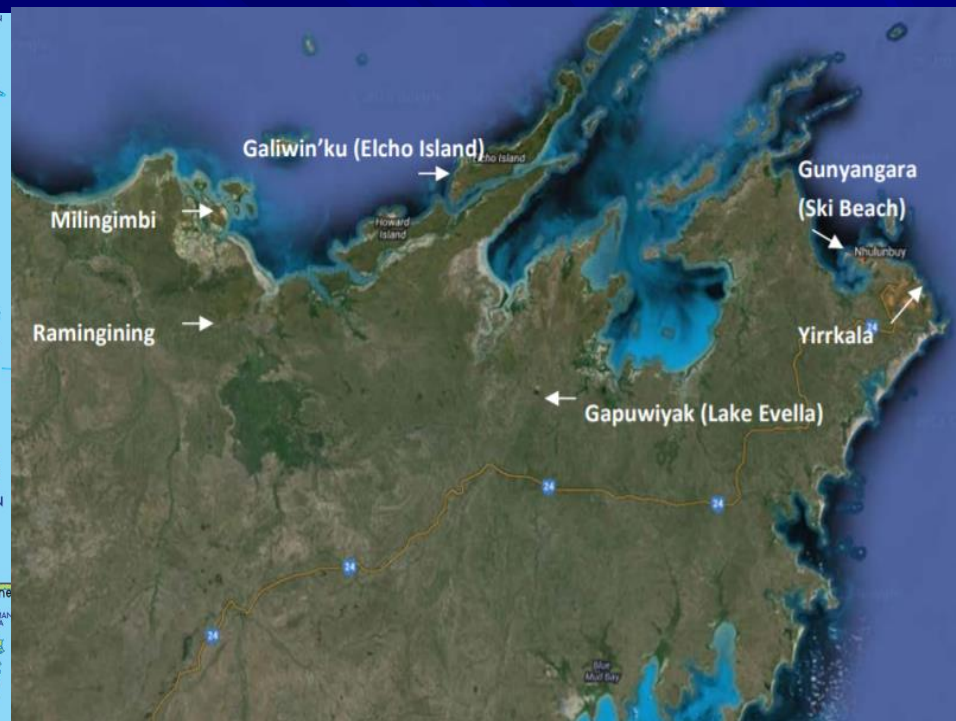 Galiwin’ku (Elcho Island)
Elcho Island
Gunyangara
(Ski Beach)
Milingimbi
Howard
Island
Nhulunbuy
Ramingining
24
Yirrkala
Gapuwiyak (Lake Evella)
24
24
24
24
Blue
Mud Bay